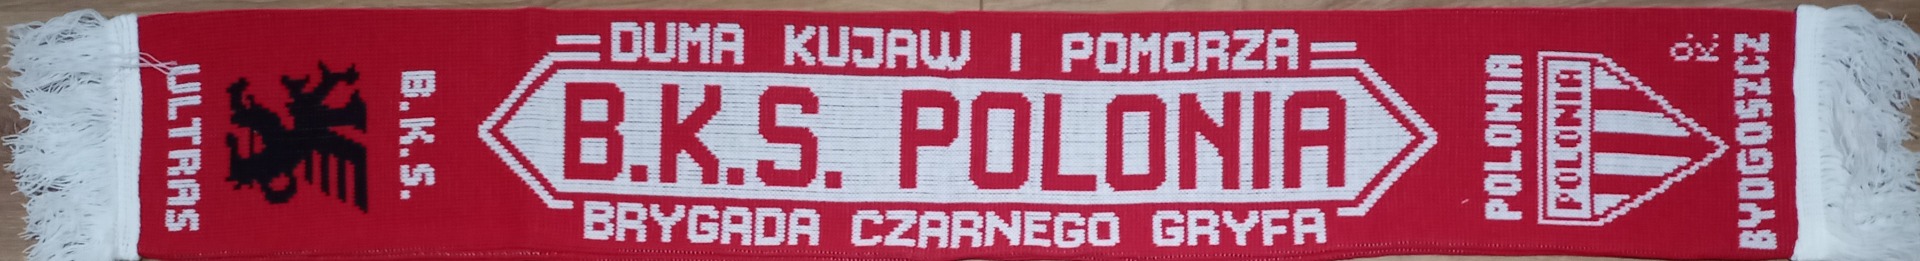 B.K.S.
ULTRAS
DUMA KUJAW I POMORZA
B.K.S. POLONIA
BRYGADA CZARNEGO GRYFA
POLONIA
POLONIA
BYDGOSZCZ